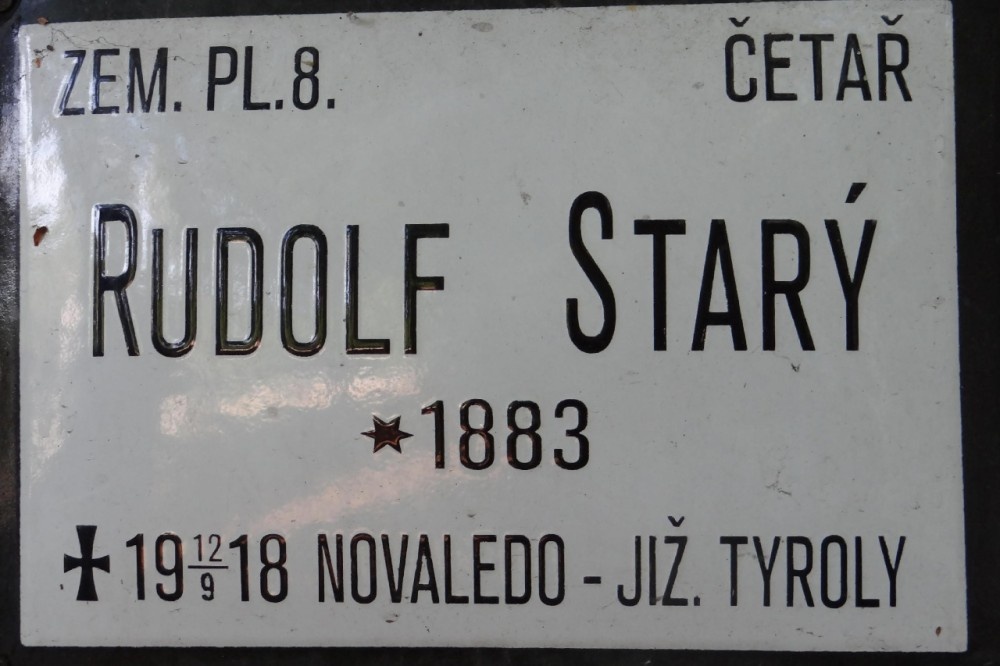 ZEM. PL. 8. ČETAŘ
RUDOLF STARÝ
✶ 1883
✠ 19 12/9 18 NOVALEDO - JIŽ. TYROLY